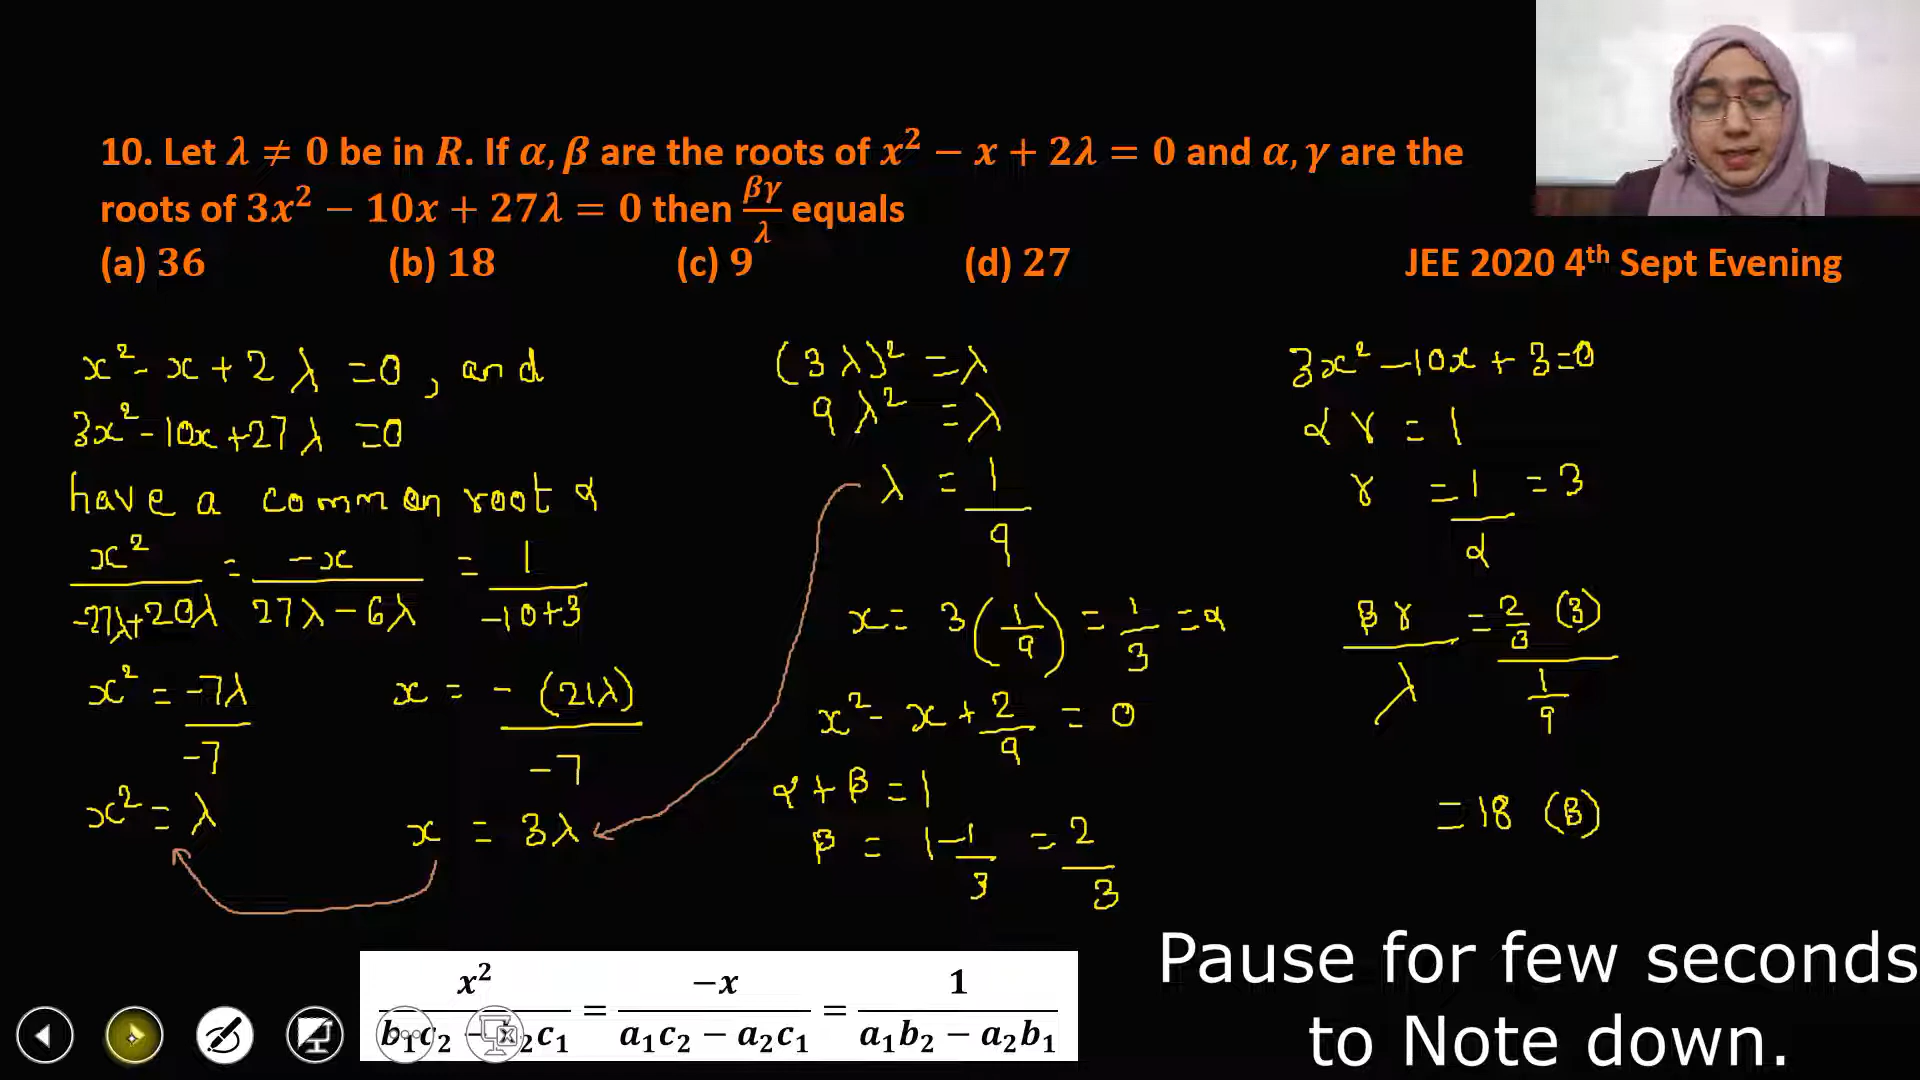 10. Let λ ≠ 0 be in R. If α, β are the roots of x² − x + 2λ = 0 and α, γ are the
roots of 3x² − 10x + 27λ = 0 then βγ/λ equals
(a) 36 (b) 18 (c) 9 (d) 27 JEE 2020 4th Sept Evening
x² - x + 2λ = 0, and
3x² - 10x + 27λ = 0
have a common root α
x²/(-27λ+20λ) = -x/(27λ - 6λ) = 1/(-10+3)
x² = -7λ/-7 x = -(21λ)/-7
x² = λ x = 3λ
(3λ)² = λ
9λ² = λ
λ = 1/9
x = 3(1/9) = 1/3 = α
x² - x + 2/9 = 0
α + β = 1
β = 1 - 1/3 = 2/3
3x² - 10x + 3 = 0
αγ = 1
γ = 1/α = 3
βγ/λ = 2/3 (3) / 1/9
= 18 (B)
x²/(b₁c₂ − ₂c₁) = −x/(a₁c₂ − a₂c₁) = 1/(a₁b₂ − a₂b₁)
Pause for few seconds
to Note down.